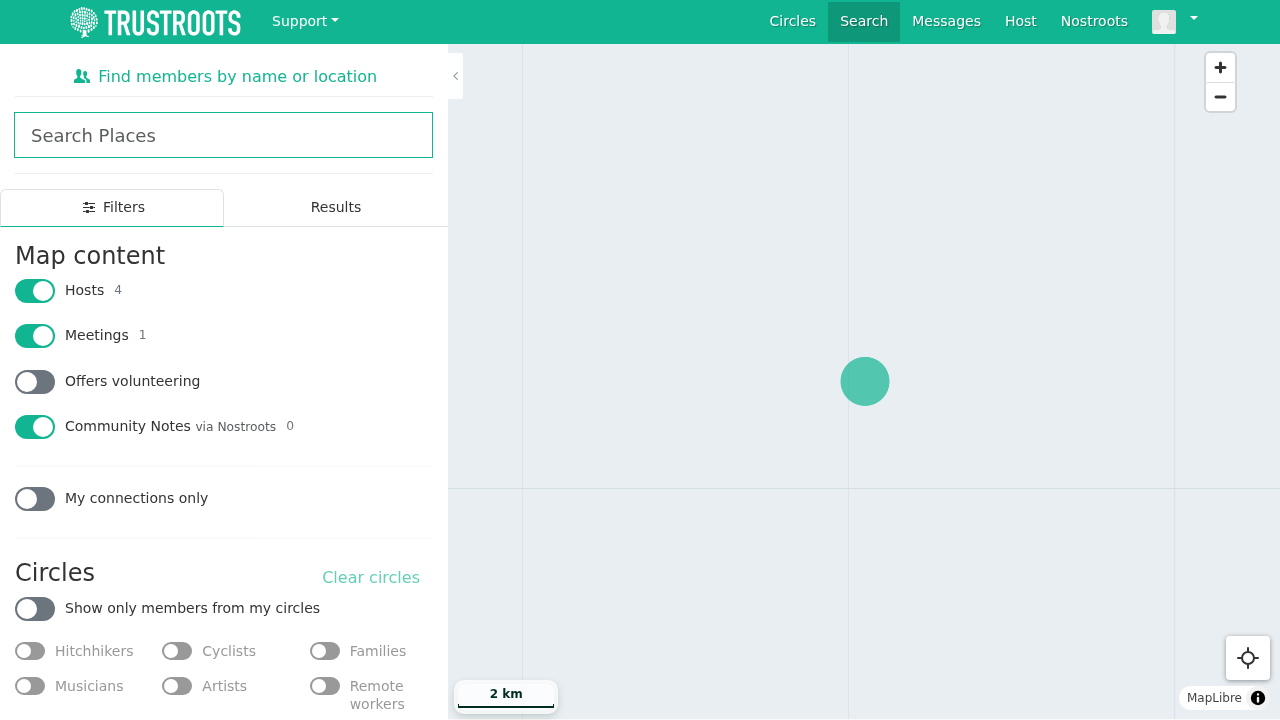 TRUSTROOTS
Support
Circles
Search
Messages
Host
Nostroots
Find members by name or location
Search Places
Filters
Results
Map content
Hosts 4
Meetings 1
Offers volunteering
Community Notes via Nostroots 0
My connections only
Circles
Clear circles
Show only members from my circles
Hitchhikers
Cyclists
Families
Musicians
Artists
Remote
workers
2 km
MapLibre